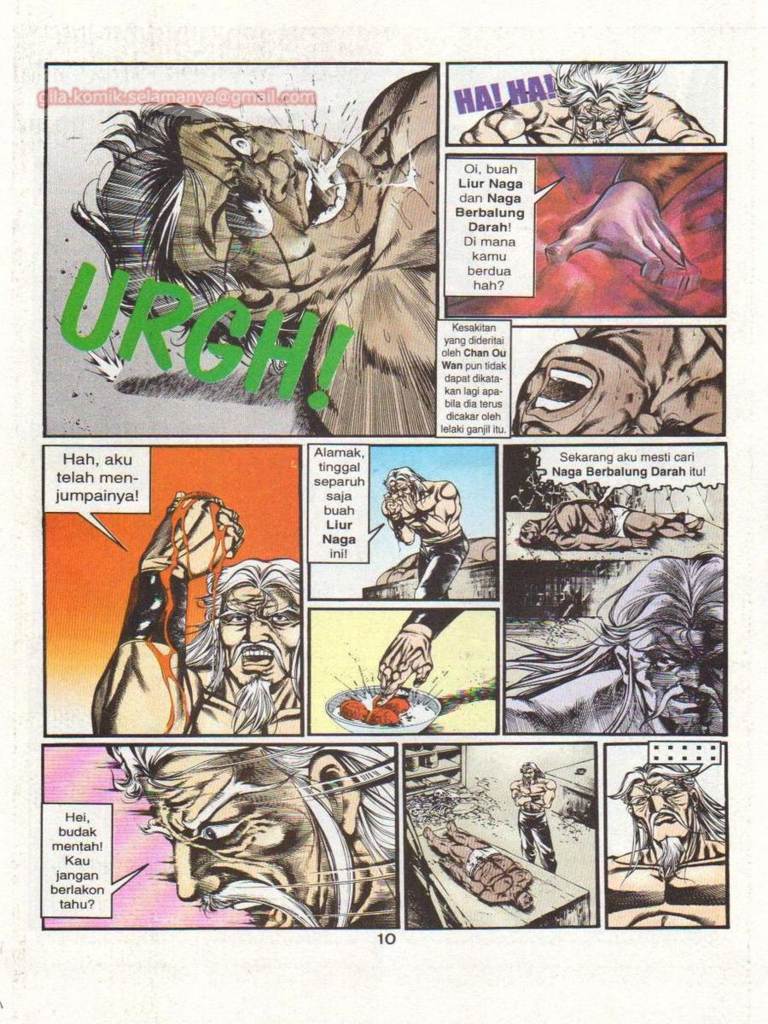 gila.komik.selamanya@gmail.com
URGH!
HA! HA!
Oi, buah
Liur Naga
dan Naga
Berbalung
Darah!
Di mana
kamu
berdua
hah?
Kesakitan
yang dideritai
oleh Chan Ou
Wan pun tidak
dapat dikata-
kan lagi apa-
bila dia terus
dicakar oleh
lelaki ganjil itu.
Hah, aku
telah men-
jumpainya!
Alamak,
tinggal
separuh
saja
buah
Liur
Naga
ini!
Sekarang aku mesti cari
Naga Berbalung Darah itu!
Hei,
budak
mentah!
Kau
jangan
berlakon
tahu?
10